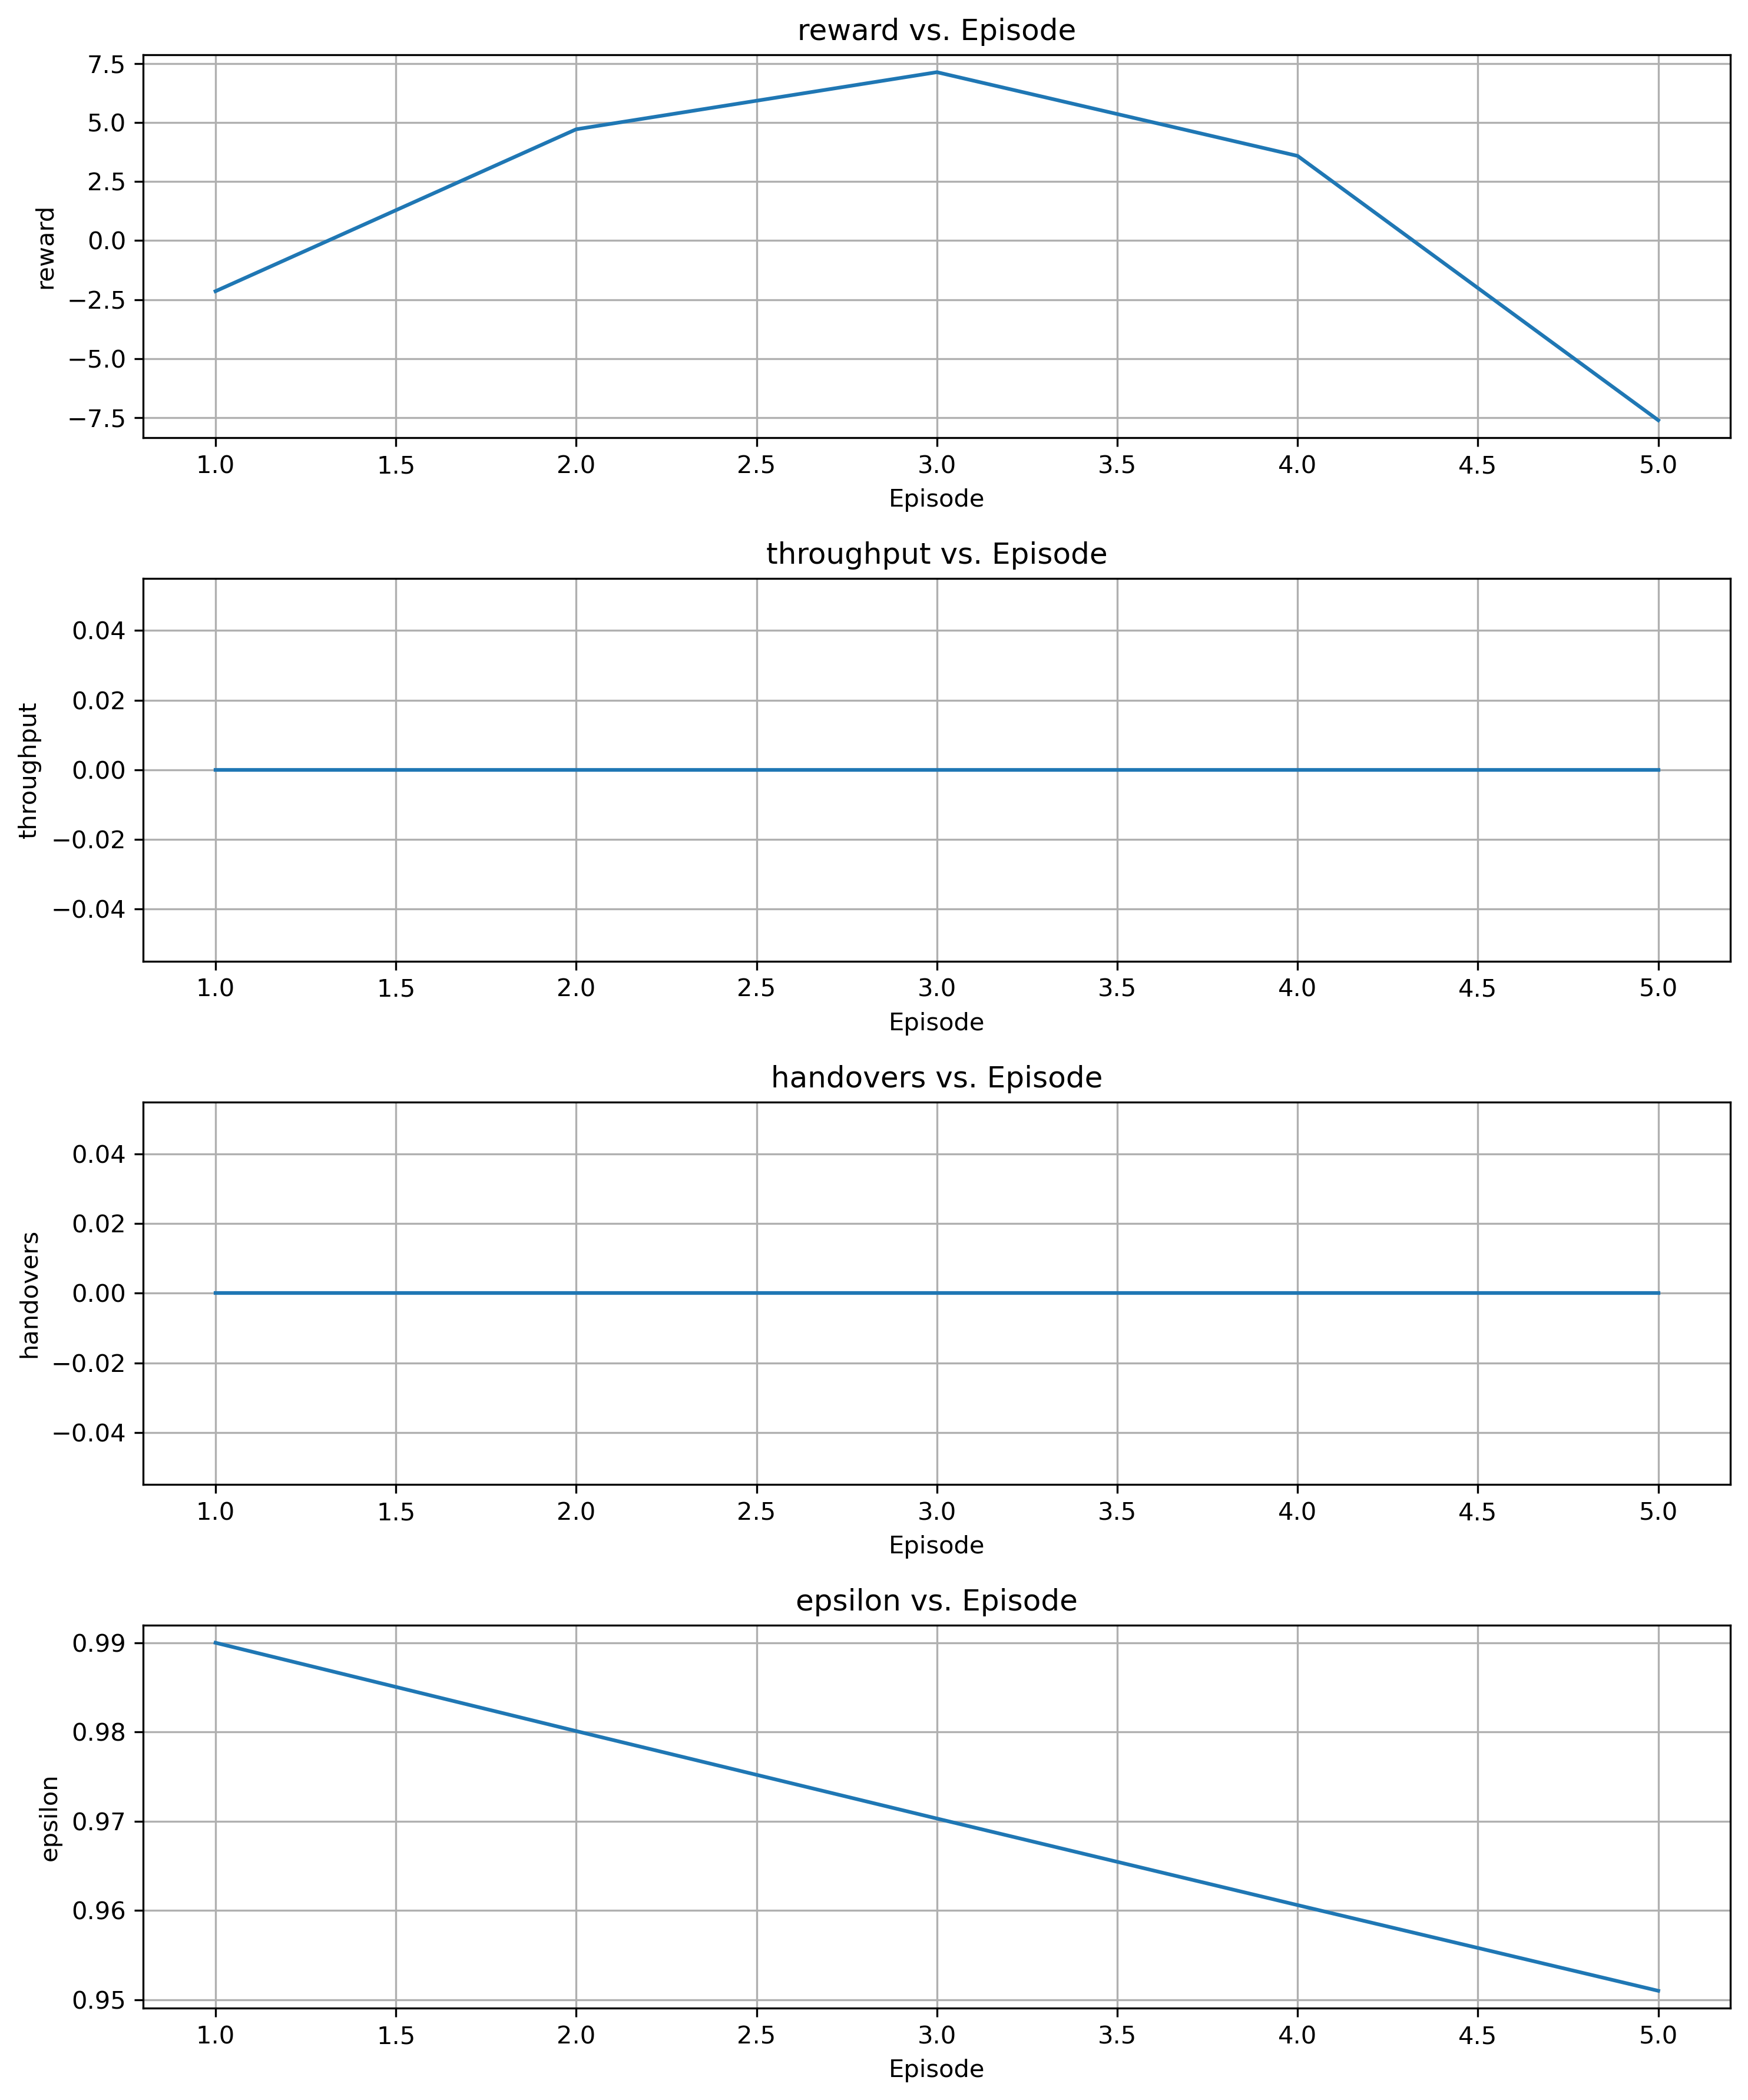 reward vs. Episode
7.5
5.0
2.5
0.0
−2.5
−5.0
−7.5
reward
1.0 1.5 2.0 2.5 3.0 3.5 4.0 4.5 5.0
Episode
throughput vs. Episode
0.04
0.02
0.00
−0.02
−0.04
throughput
1.0 1.5 2.0 2.5 3.0 3.5 4.0 4.5 5.0
Episode
handovers vs. Episode
0.04
0.02
0.00
−0.02
−0.04
handovers
1.0 1.5 2.0 2.5 3.0 3.5 4.0 4.5 5.0
Episode
epsilon vs. Episode
0.99
0.98
0.97
0.96
0.95
epsilon
1.0 1.5 2.0 2.5 3.0 3.5 4.0 4.5 5.0
Episode